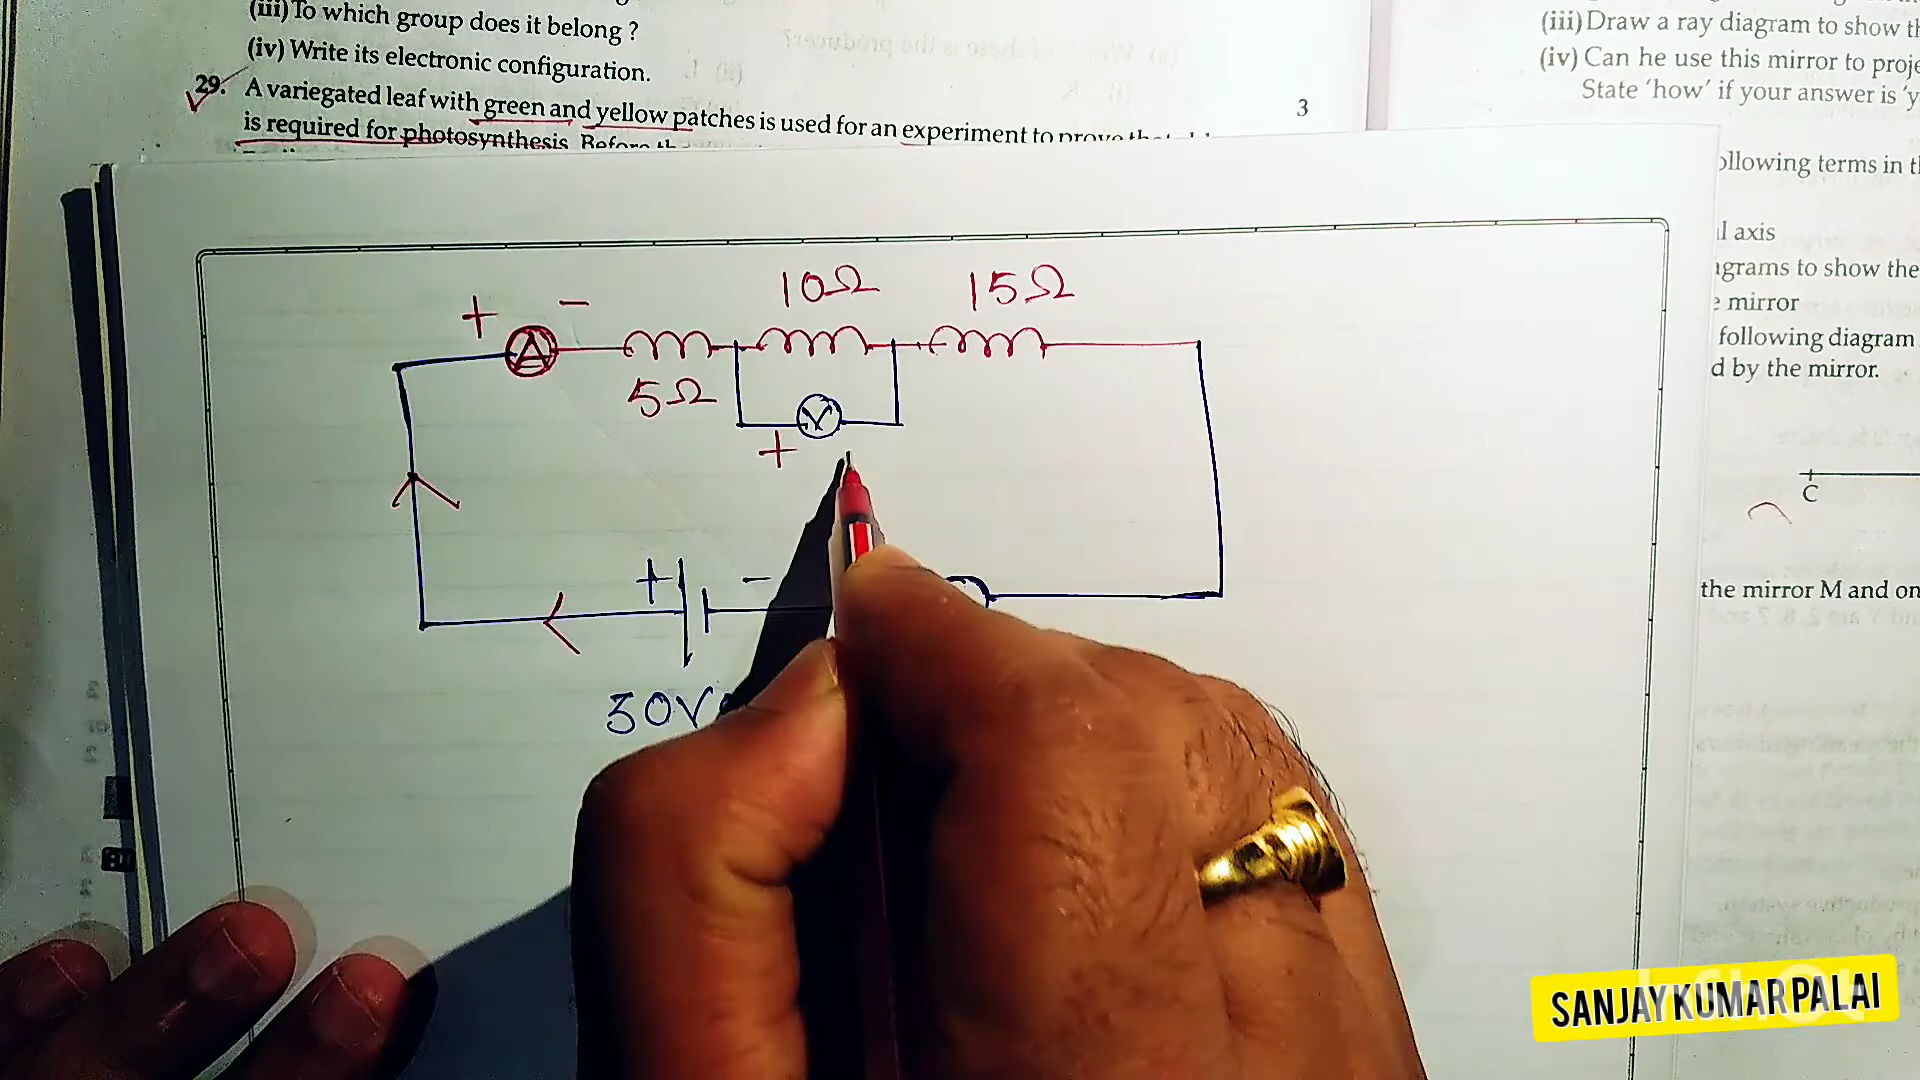 (iii) To which group does it belong ?
(iv) Write its electronic configuration.
29. A variegated leaf with green and yellow patches is used for an experiment to prove that
is required for photosynthesis. Before
3
(iii) Draw a ray diagram to show
(iv) Can he use this mirror to
State 'how' if your answer is
following terms in
axis
to show the
mirror
following diagram
by the mirror.
C
the mirror M and on
10Ω 15Ω
+ −
A
5Ω
V
+
+ −
30V
SANJAY KUMAR PALAI